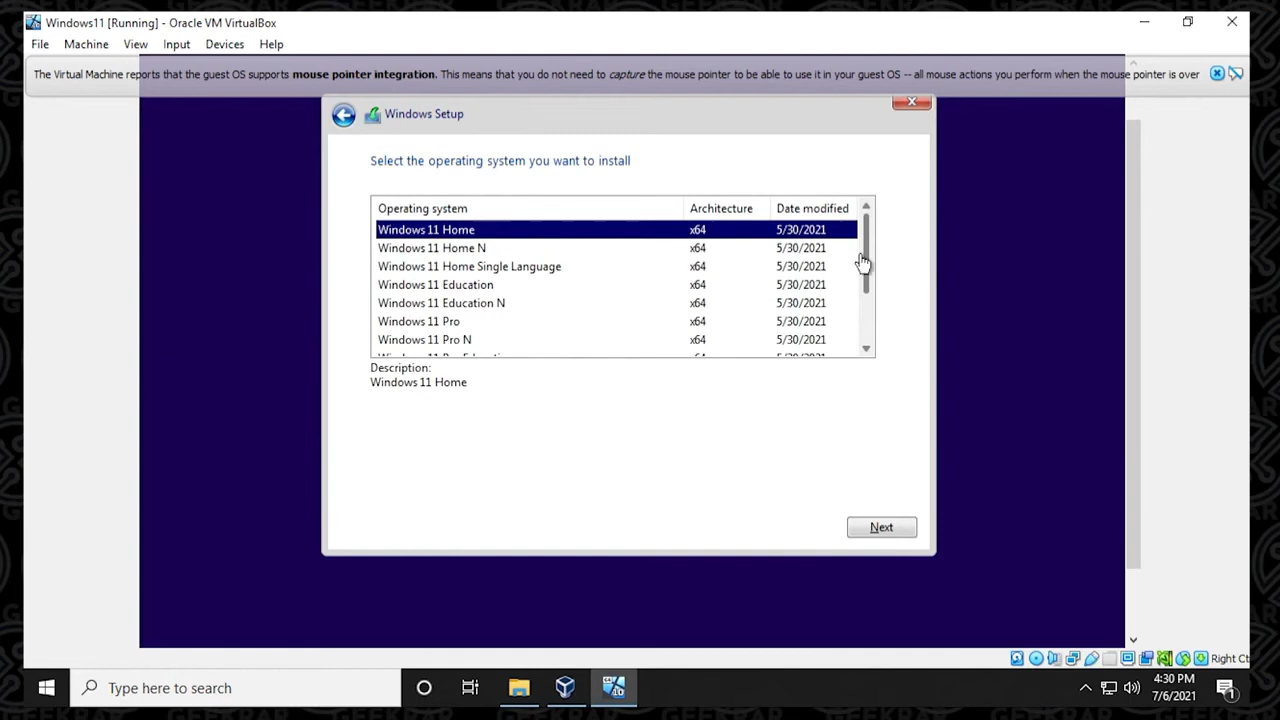 Windows11 [Running] - Oracle VM VirtualBox
File Machine View Input Devices Help
The Virtual Machine reports that the guest OS supports mouse pointer integration. This means that you do not need to capture the mouse pointer to be able to use it in your guest OS -- all mouse actions you perform when the mouse pointer is over
Windows Setup
Select the operating system you want to install
Operating system Architecture Date modified
Windows 11 Home x64 5/30/2021
Windows 11 Home N x64 5/30/2021
Windows 11 Home Single Language x64 5/30/2021
Windows 11 Education x64 5/30/2021
Windows 11 Education N x64 5/30/2021
Windows 11 Pro x64 5/30/2021
Windows 11 Pro N x64 5/30/2021
Description:
Windows 11 Home
Next
Right Ct
Type here to search
4:30 PM
7/6/2021
1